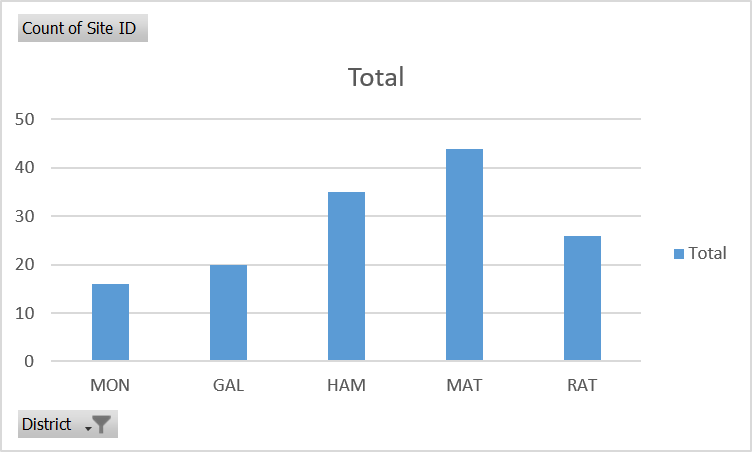 Count of Site ID
Total
50
40
30
20
10
0
MON GAL HAM MAT RAT
Total
District